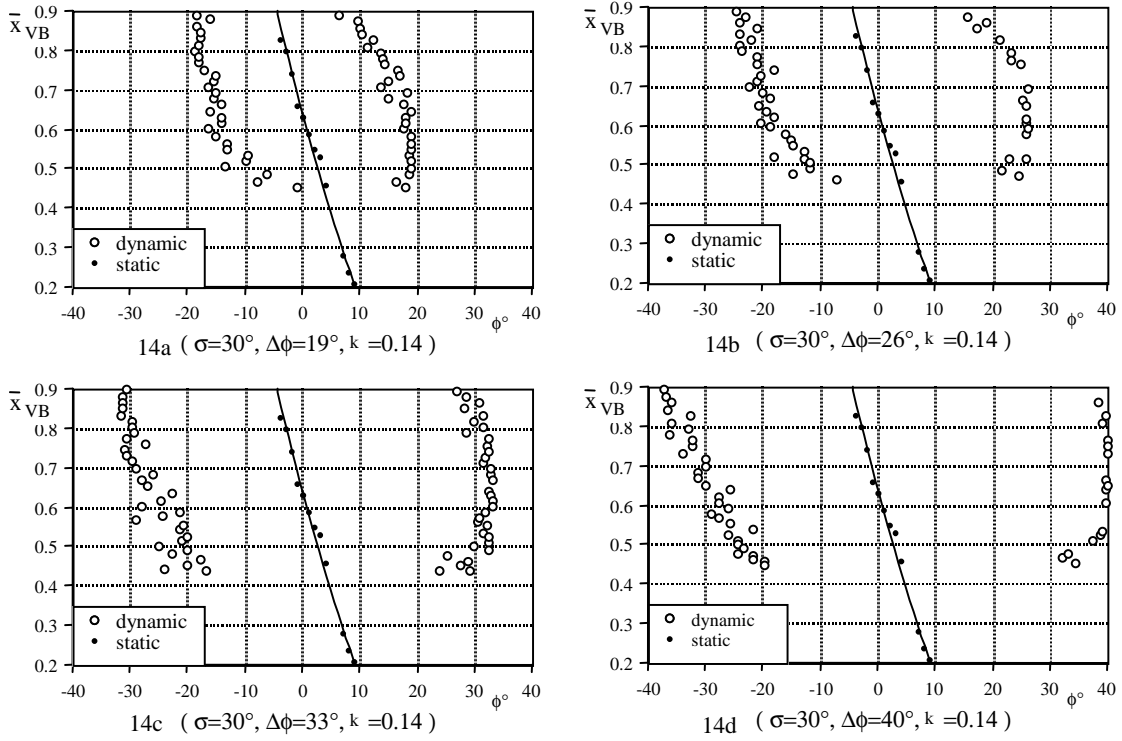 x̄ VB
0.9
0.8
0.7
0.6
0.5
0.4
0.3
0.2
dynamic
static
-40 -30 -20 -10 0 10 20 30 40
ϕ°
14a ( σ=30°, Δϕ=19°, k =0.14 )
x̄ VB
0.9
0.8
0.7
0.6
0.5
0.4
0.3
0.2
dynamic
static
-40 -30 -20 -10 0 10 20 30 40
ϕ°
14b ( σ=30°, Δϕ=26°, k =0.14 )
x̄ VB
0.9
0.8
0.7
0.6
0.5
0.4
0.3
0.2
dynamic
static
-40 -30 -20 -10 0 10 20 30 40
ϕ°
14c ( σ=30°, Δϕ=33°, k =0.14 )
x̄ VB
0.9
0.8
0.7
0.6
0.5
0.4
0.3
0.2
dynamic
static
-40 -30 -20 -10 0 10 20 30 40
ϕ°
14d ( σ=30°, Δϕ=40°, k =0.14 )